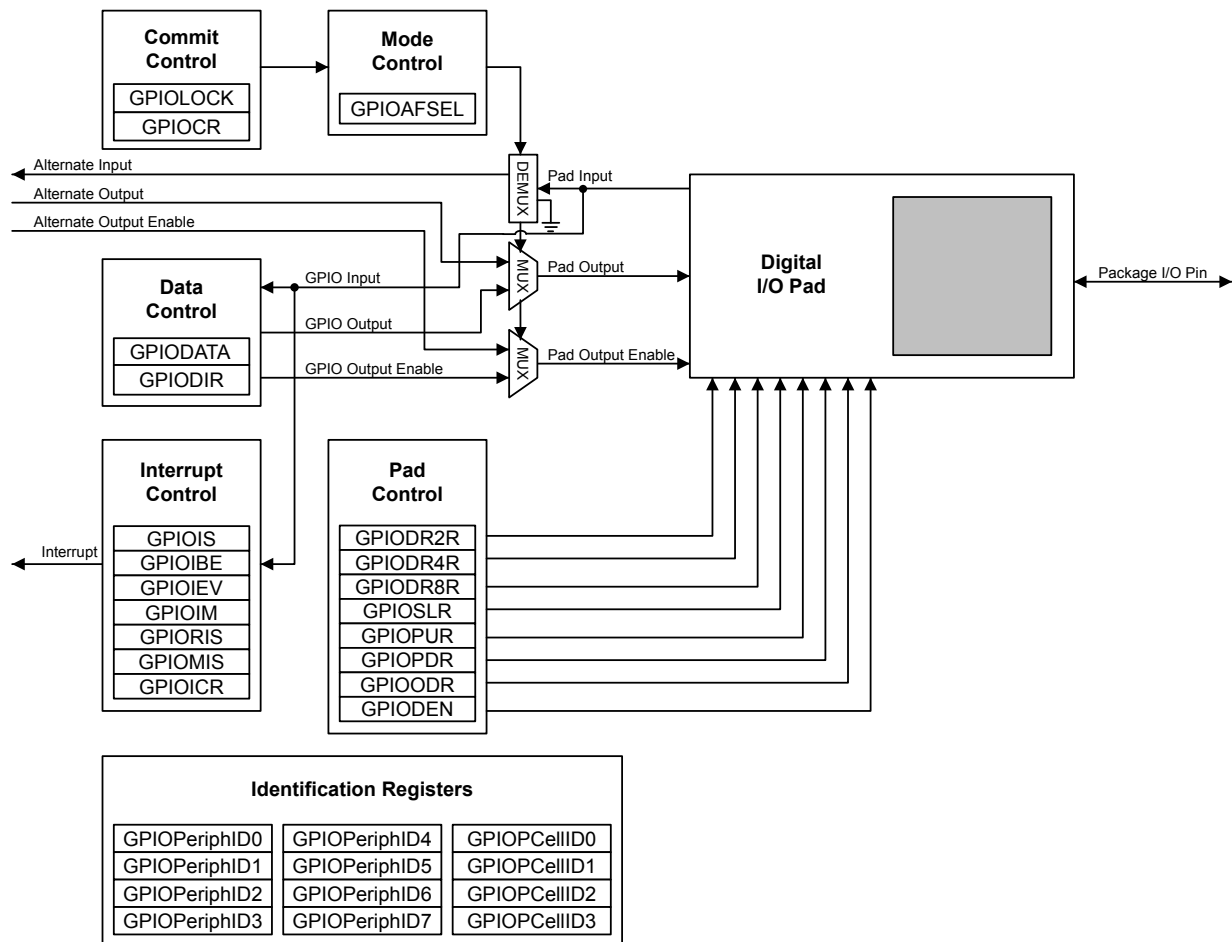 Commit
Control
GPIOLOCK
GPIOCR
Mode
Control
GPIOAFSEL
Alternate Input
Alternate Output
Alternate Output Enable
DEMUX
Pad Input
MUX
Pad Output
MUX
Pad Output Enable
Digital
I/O Pad
Package I/O Pin
Data
Control
GPIODATA
GPIODIR
GPIO Input
GPIO Output
GPIO Output Enable
Interrupt
Control
GPIOIS
GPIOIBE
GPIOIEV
GPIOIM
GPIORIS
GPIOMIS
GPIOICR
Interrupt
Pad
Control
GPIODR2R
GPIODR4R
GPIODR8R
GPIOSLR
GPIOPUR
GPIOPDR
GPIOODR
GPIODEN
Identification Registers
GPIOPeriphID0
GPIOPeriphID1
GPIOPeriphID2
GPIOPeriphID3
GPIOPeriphID4
GPIOPeriphID5
GPIOPeriphID6
GPIOPeriphID7
GPIOPCellID0
GPIOPCellID1
GPIOPCellID2
GPIOPCellID3